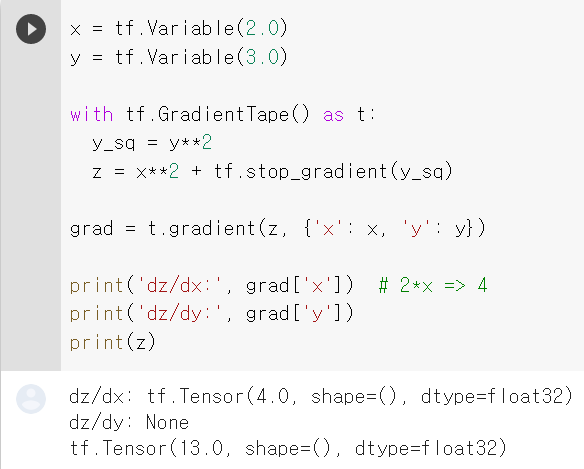 x = tf.Variable(2.0)
y = tf.Variable(3.0)
with tf.GradientTape() as t:
y_sq = y**2
z = x**2 + tf.stop_gradient(y_sq)
grad = t.gradient(z, {'x': x, 'y': y})
print('dz/dx:', grad['x'])  # 2*x => 4
print('dz/dy:', grad['y'])
print(z)
dz/dx: tf.Tensor(4.0, shape=(), dtype=float32)
dz/dy: None
tf.Tensor(13.0, shape=(), dtype=float32)